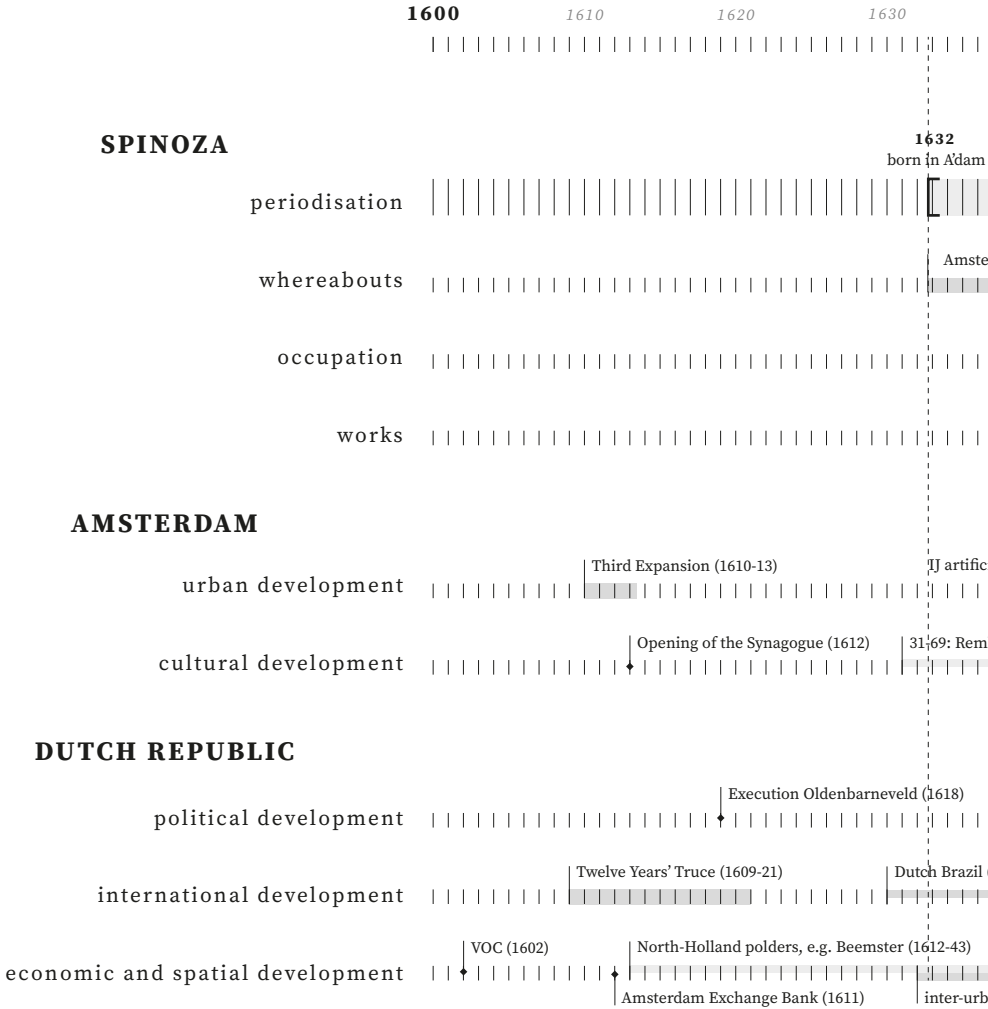 1600 1610 1620 1630
SPINOZA
1632
born in A'dam
periodisation
whereabouts
Amste
occupation
works
AMSTERDAM
urban development
Third Expansion (1610-13)
IJ artific
cultural development
Opening of the Synagogue (1612)
31-69: Rem
DUTCH REPUBLIC
political development
Execution Oldenbarneveld (1618)
international development
Twelve Years' Truce (1609-21)
Dutch Brazil (
economic and spatial development
VOC (1602)
North-Holland polders, e.g. Beemster (1612-43)
Amsterdam Exchange Bank (1611)
inter-urb